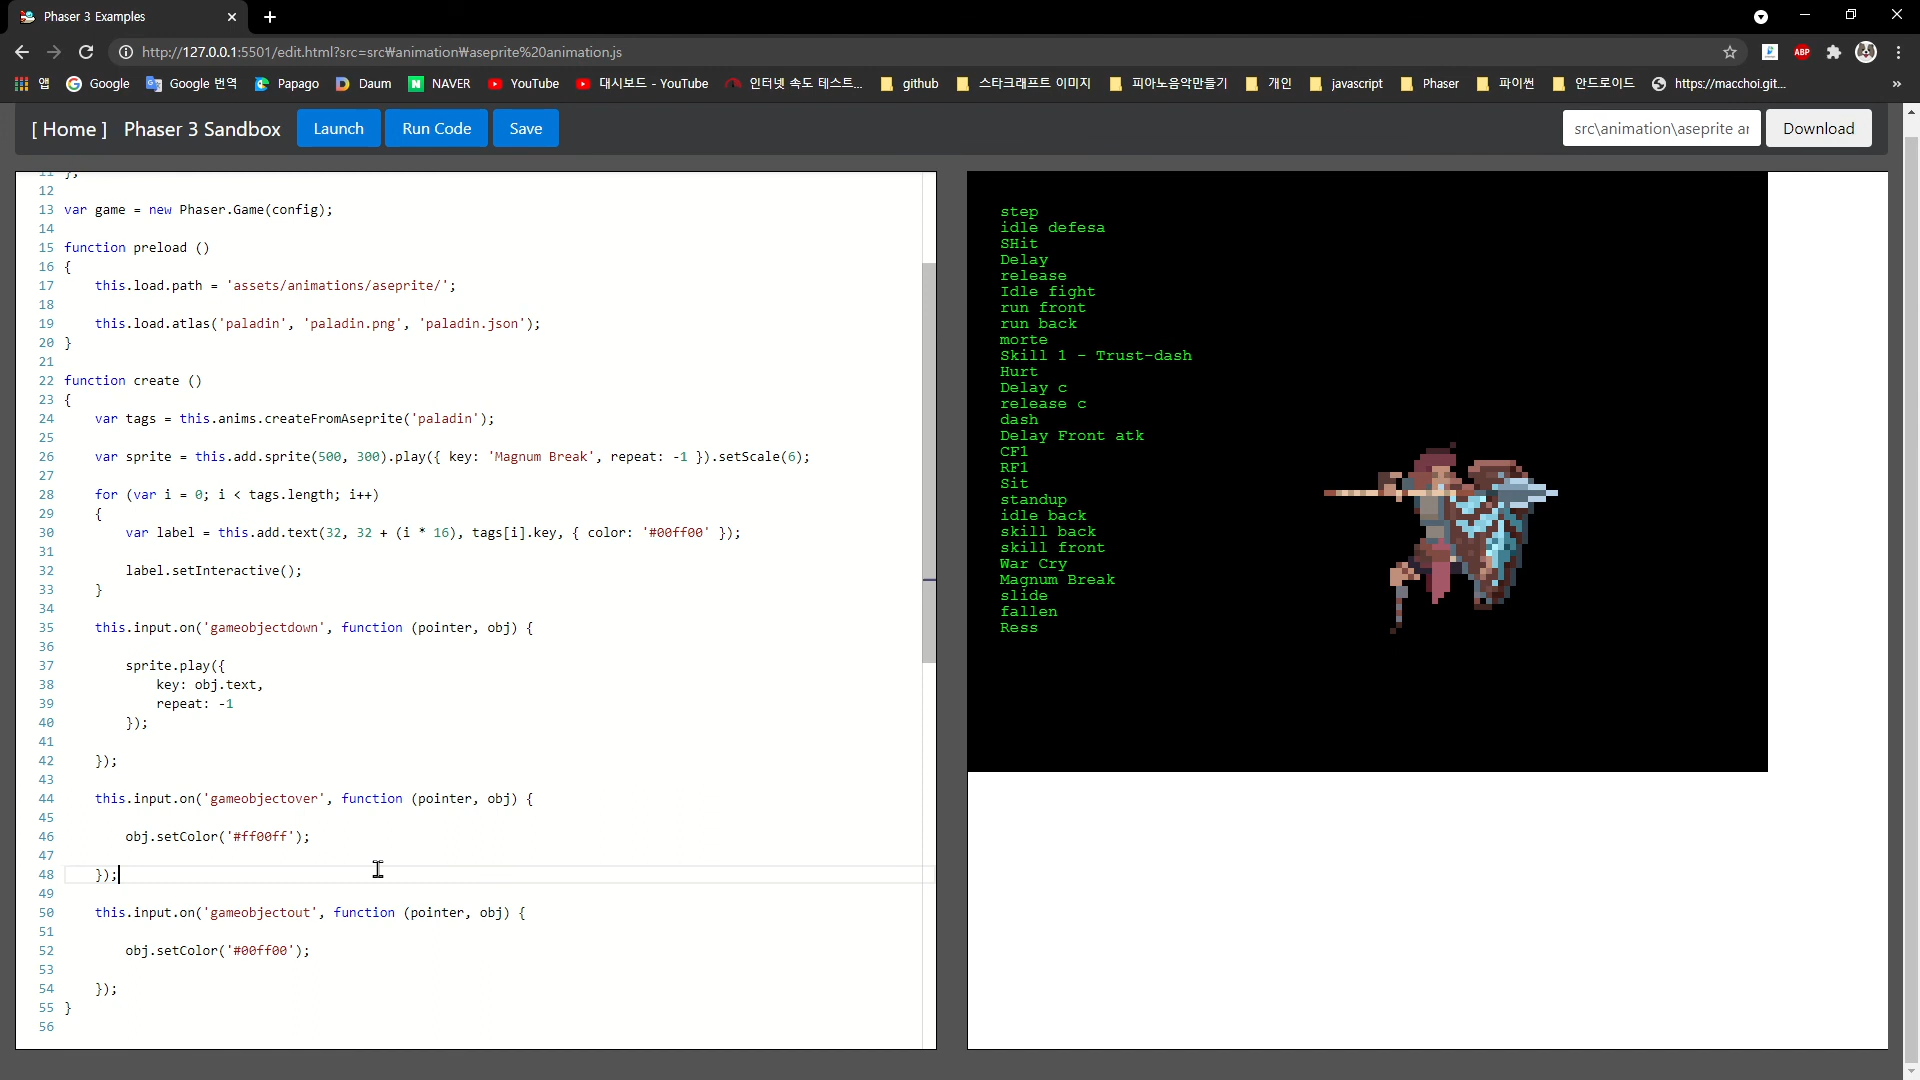 Phaser 3 Examples
http://127.0.0.1:5501/edit.html?src=src₩animation₩aseprite%20animation.js
ABP
앱 Google Google 번역 Papago Daum NAVER YouTube 대시보드 - YouTube 인터넷 속도 테스트... github 스타크래프트 이미지 피아노음악만들기 개인 javascript Phaser 파이썬 안드로이드 https://macchoi.git... »
[ Home ] Phaser 3 Sandbox Launch Run Code Save src\animation\aseprite Download
11 };
12
13 var game = new Phaser.Game(config);
14
15 function preload ()
16 {
17 this.load.path = 'assets/animations/aseprite/';
18
19 this.load.atlas('paladin', 'paladin.png', 'paladin.json');
20 }
21
22 function create ()
23 {
24 var tags = this.anims.createFromAseprite('paladin');
25
26 var sprite = this.add.sprite(500, 300).play({ key: 'Magnum Break', repeat: -1 }).setScale(6);
27
28 for (var i = 0; i < tags.length; i++)
29 {
30 var label = this.add.text(32, 32 + (i * 16), tags[i].key, { color: '#00ff00' });
31
32 label.setInteractive();
33 }
34
35 this.input.on('gameobjectdown', function (pointer, obj) {
36
37 sprite.play({
38 key: obj.text,
39 repeat: -1
40 });
41
42 });
43
44 this.input.on('gameobjectover', function (pointer, obj) {
45
46 obj.setColor('#ff00ff');
47
48 });
49
50 this.input.on('gameobjectout', function (pointer, obj) {
51
52 obj.setColor('#00ff00');
53
54 });
55 }
56
step
idle defesa
SHit
Delay
release
Idle fight
run front
run back
morte
Skill 1 - Trust-dash
Hurt
Delay c
release c
dash
Delay Front atk
CF1
RF1
Sit
standup
idle back
skill back
skill front
War Cry
Magnum Break
slide
fallen
Ress